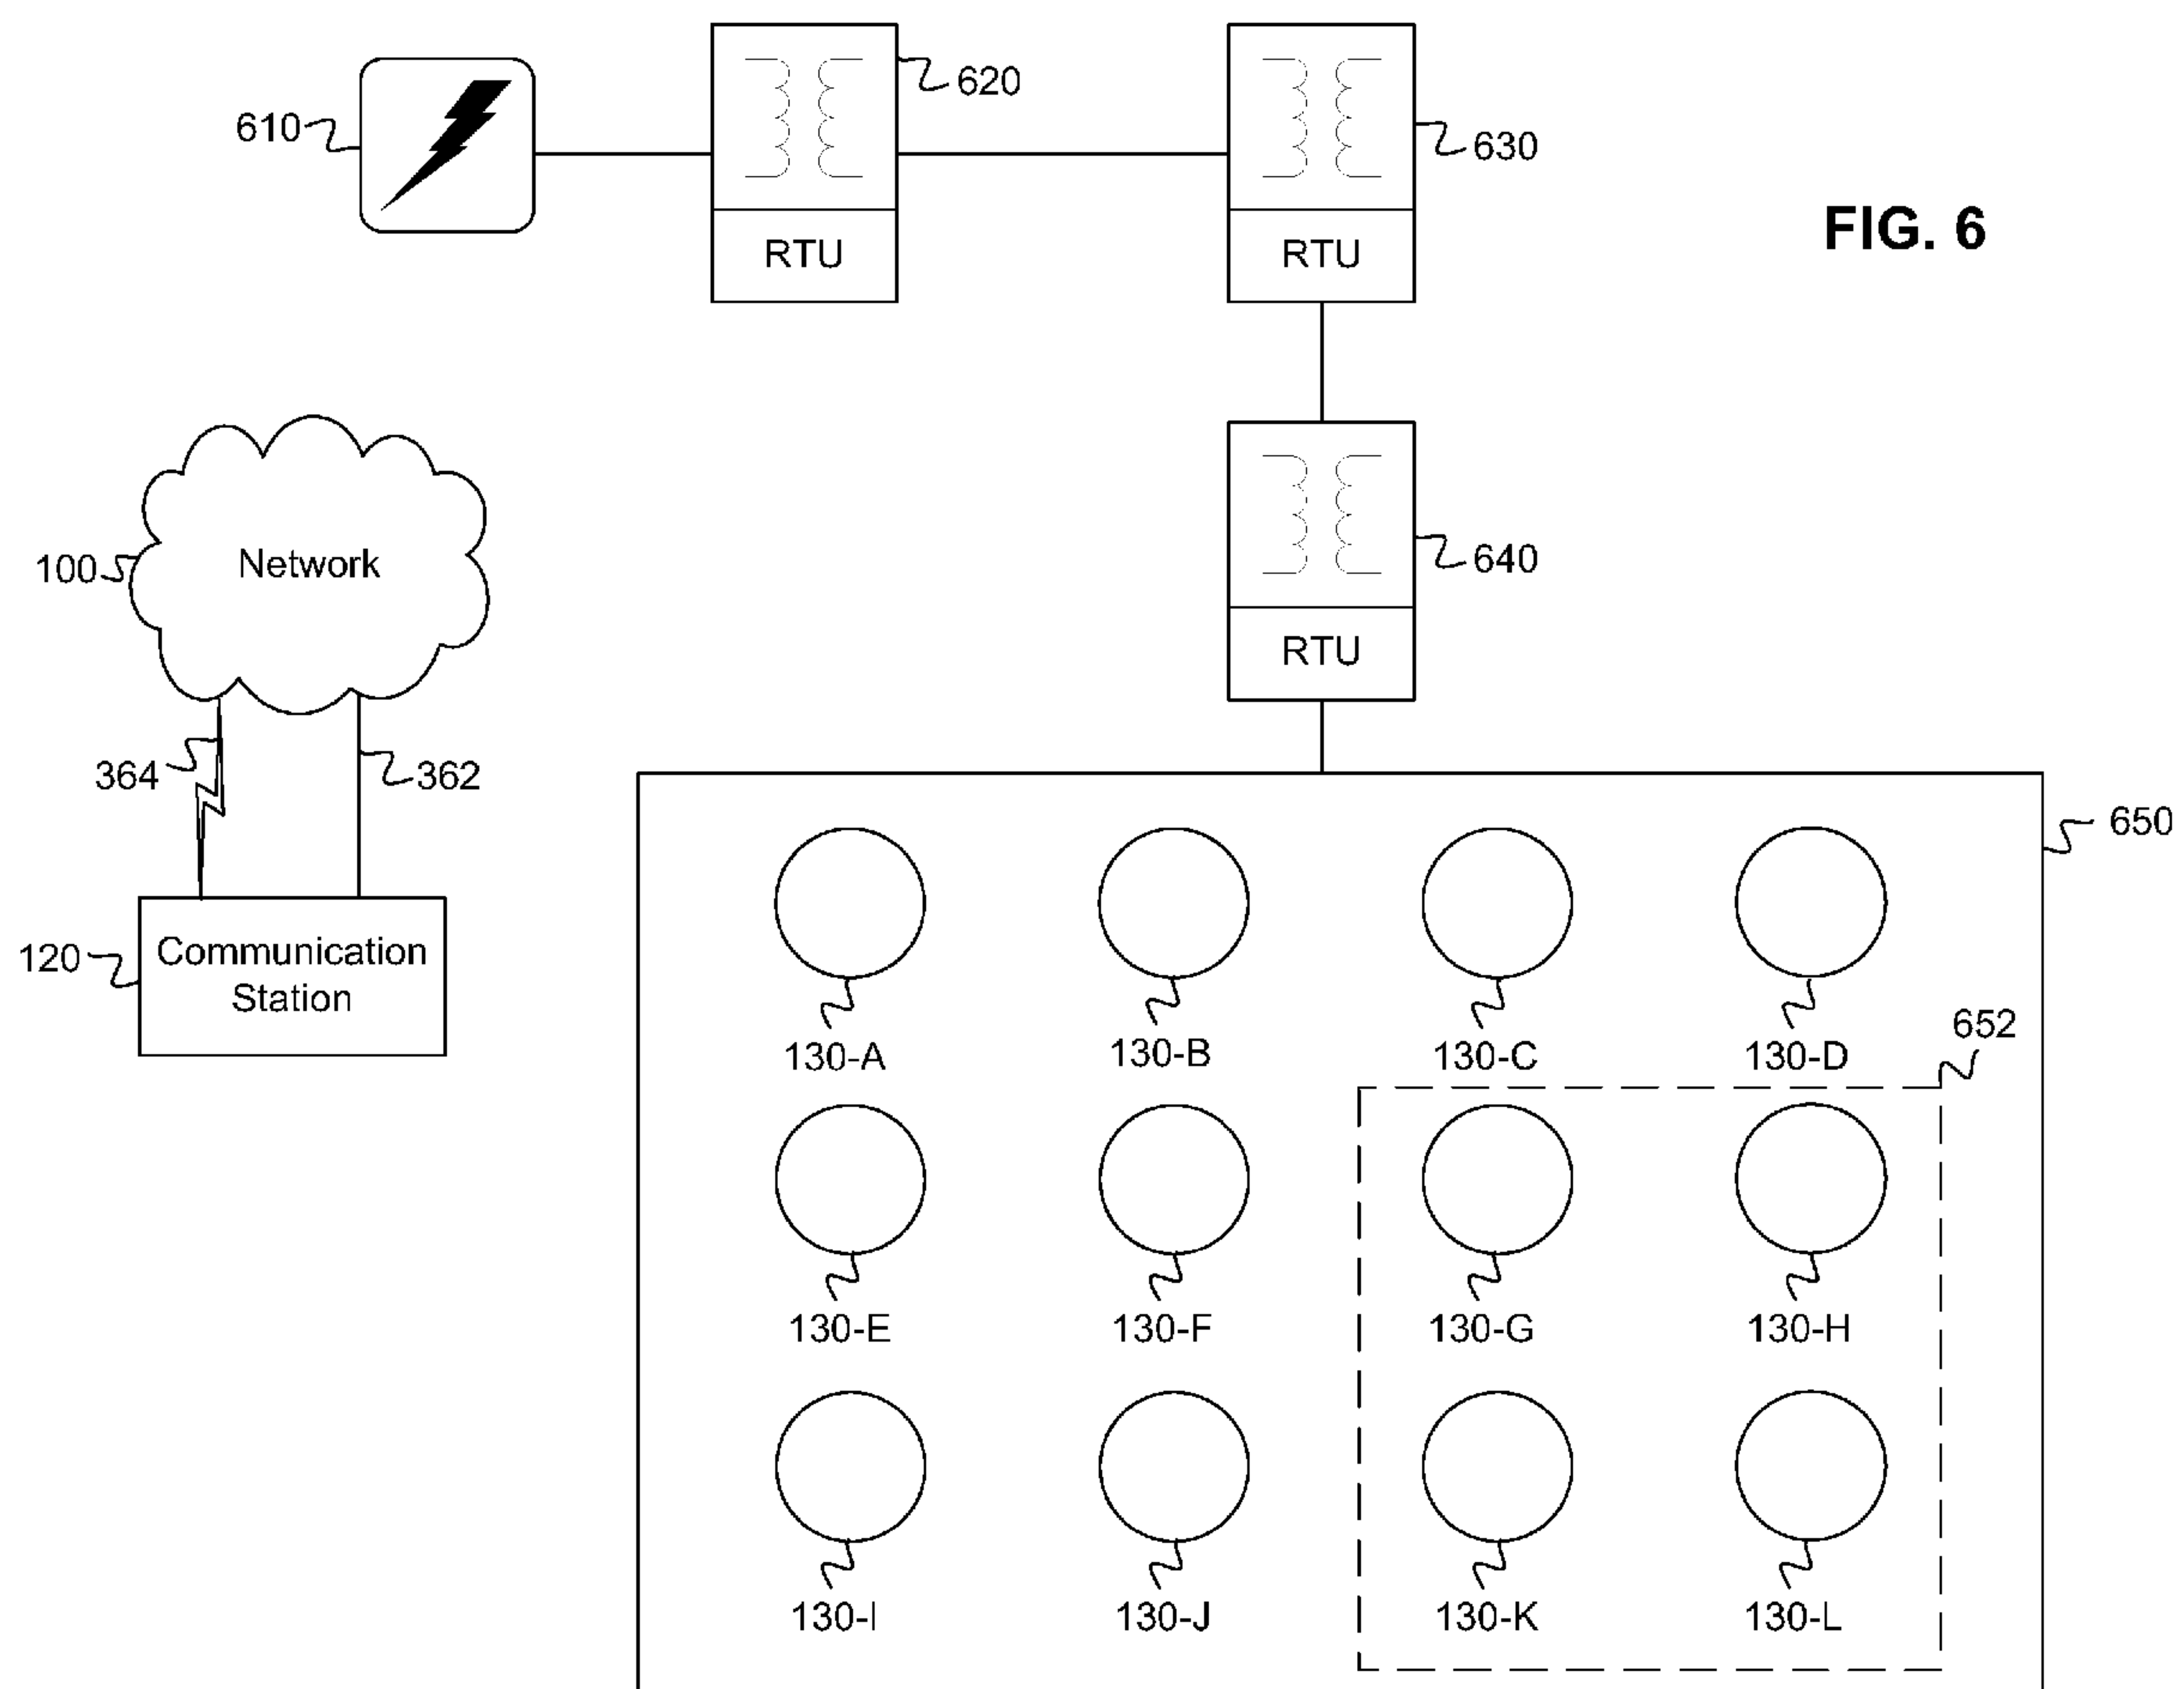 620
610
630
FIG. 6
RTU
RTU
Network
100
640
RTU
364
362
650
120
Communication
Station
652
130-A
130-B
130-C
130-D
130-E
130-F
130-G
130-H
130-I
130-J
130-K
130-L